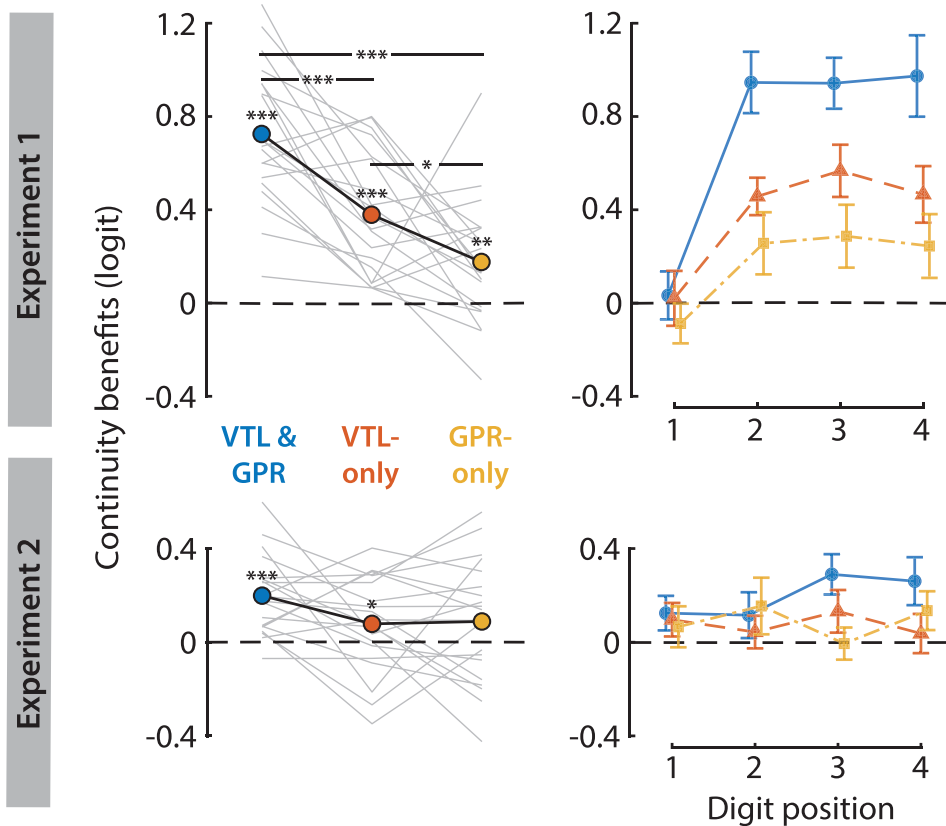 Experiment 1
Continuity benefits (logit)
1.2
0.8
0.4
0
-0.4
***
***
***
*
***
**
***
1.2
0.8
0.4
0
-0.4
1 2 3 4
VTL & GPR
VTL-only
GPR-only
Experiment 2
0.4
0
-0.4
***
*
0.4
0
-0.4
1 2 3 4
Digit position